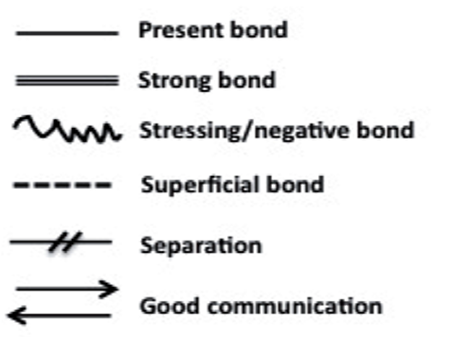 Present bond
Strong bond
Stressing/negative bond
Superficial bond
Separation
Good communication